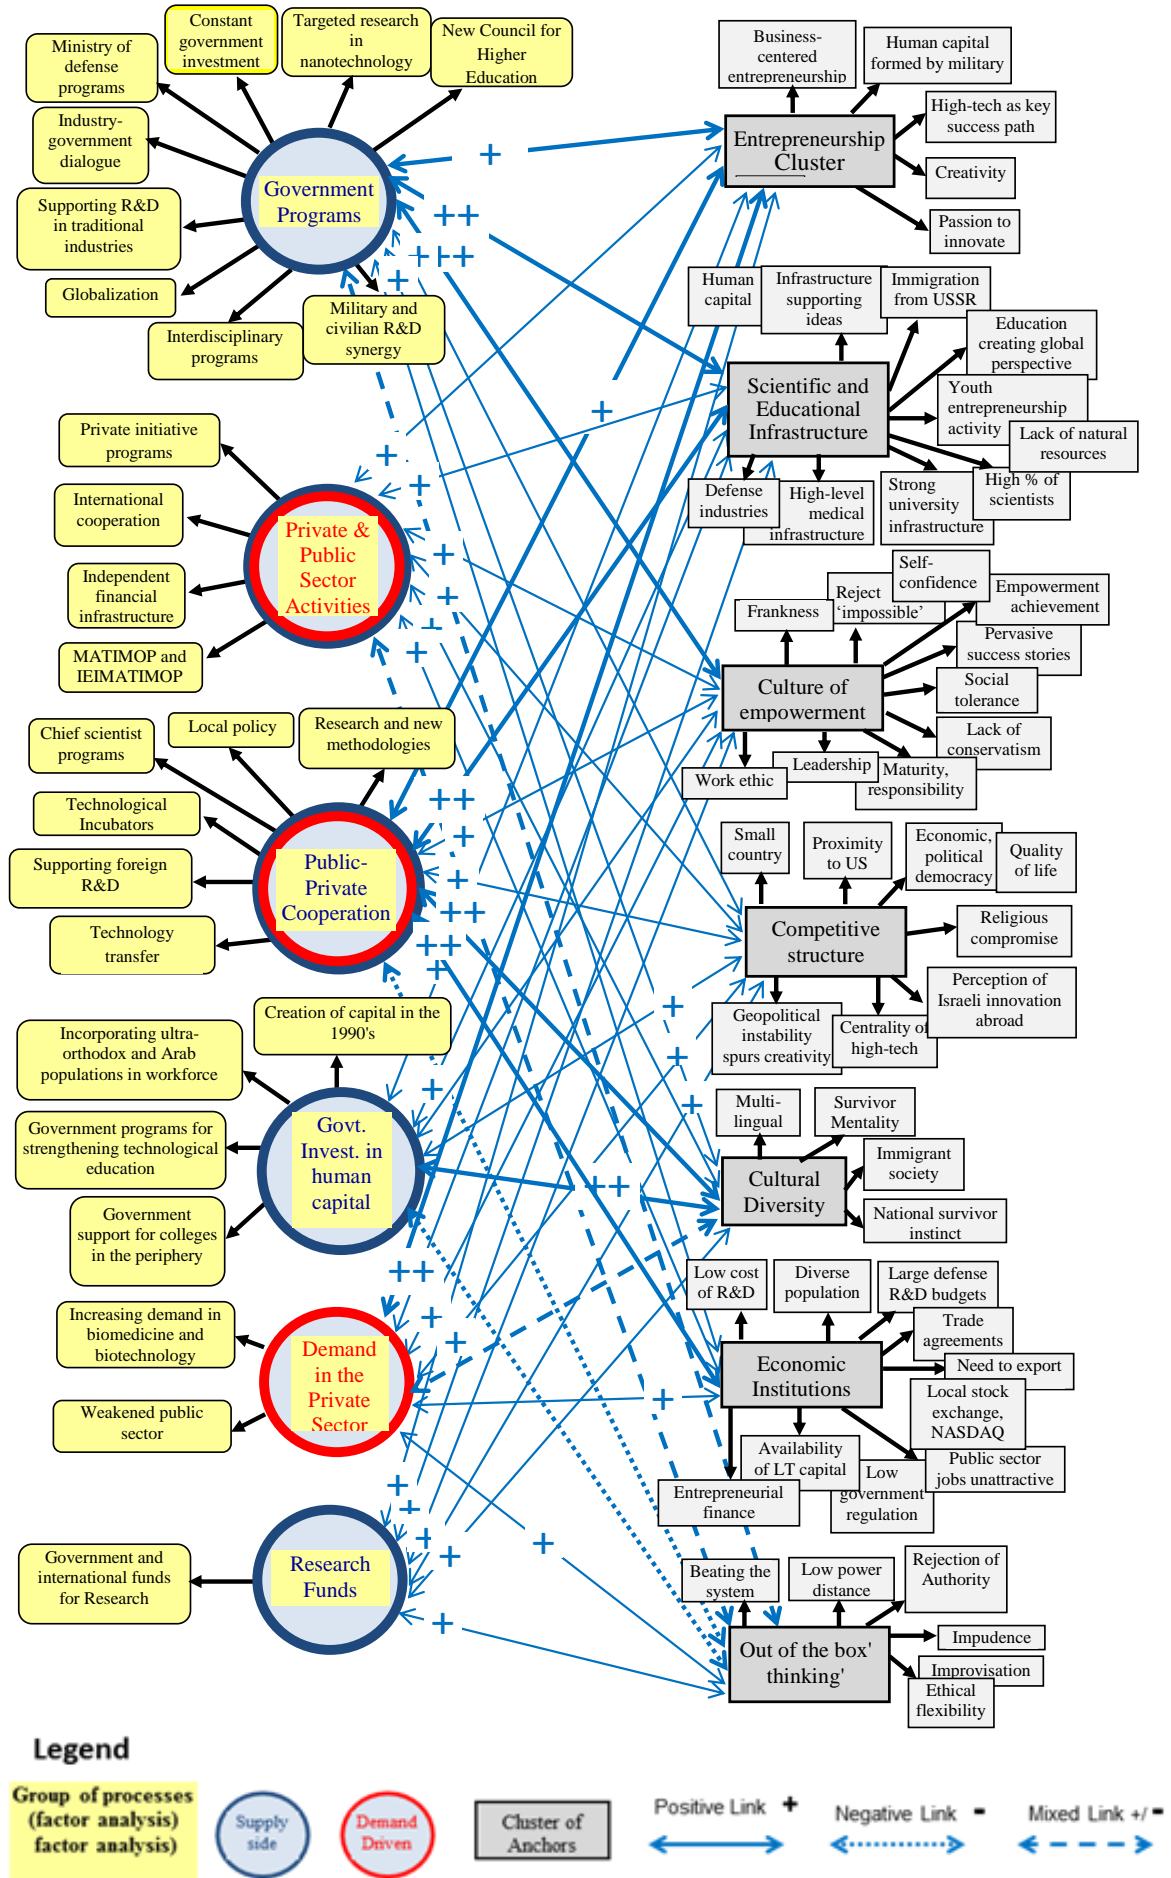 Constant
government
investment
Targeted research
in
nanotechnology
New Council for
Higher
Education
Ministry of
defense
programs
Industry-
government
dialogue
Supporting R&D
in traditional
industries
Globalization
Interdisciplinary
programs
Military and
civilian R&D
synergy
Government
Programs
Private initiative
programs
International
cooperation
Independent
financial
infrastructure
MATIMOP and
IEIMATIMOP
Private &
Public
Sector
Activities
Chief scientist
programs
Local policy
Research and new
methodologies
Technological
Incubators
Supporting foreign
R&D
Technology
transfer
Public-
Private
Cooperation
Creation of capital in the
1990's
Incorporating ultra-
orthodox and Arab
populations in workforce
Government programs for
strengthening technological
education
Government
support for colleges
in the periphery
Govt.
Invest. in
human
capital
Increasing demand in
biomedicine and
biotechnology
Weakened public
sector
Demand
in the
Private
Sector
Government and
international funds
for Research
Research
Funds
+
++
+++
+
+
+
+
++
+
++
++
+
+
+
+
+
+
++
++
+
+
+
+
+
+
+
+
Business-
centered
entrepreneurship
Human capital
formed by military
High-tech as key
success path
Creativity
Passion to
innovate
Entrepreneurship
Cluster
Human
capital
Infrastructure
supporting
ideas
Immigration
from USSR
Education
creating global
perspective
Youth
entrepreneurship
activity
Lack of natural
resources
High % of
scientists
Strong
university
infrastructure
High-level
medical
infrastructure
Defense
industries
Scientific and
Educational
Infrastructure
Frankness
Reject
‘impossible’
Self-
confidence
Empowerment
achievement
Pervasive
success stories
Social
tolerance
Lack of
conservatism
Maturity,
responsibility
Leadership
Work ethic
Culture of
empowerment
Small
country
Proximity
to US
Economic,
political
democracy
Quality
of life
Religious
compromise
Perception of
Israeli innovation
abroad
Centrality of
high-tech
Geopolitical
instability
spurs creativity
Competitive
structure
Multi-
lingual
Survivor
Mentality
Immigrant
society
National survivor
instinct
Cultural
Diversity
Low cost
of R&D
Diverse
population
Large defense
R&D budgets
Trade
agreements
Need to export
Local stock
exchange,
NASDAQ
Public sector
jobs unattractive
Low
government
regulation
Availability
of LT capital
Entrepreneurial
finance
Economic
Institutions
Beating the
system
Low power
distance
Rejection of
Authority
Impudence
Improvisation
Ethical
flexibility
Out of the box'
thinking'
Legend
Group of processes
(factor analysis)
factor analysis)
Supply
side
Demand
Driven
Cluster of
Anchors
Positive Link +
Negative Link -
Mixed Link +/-